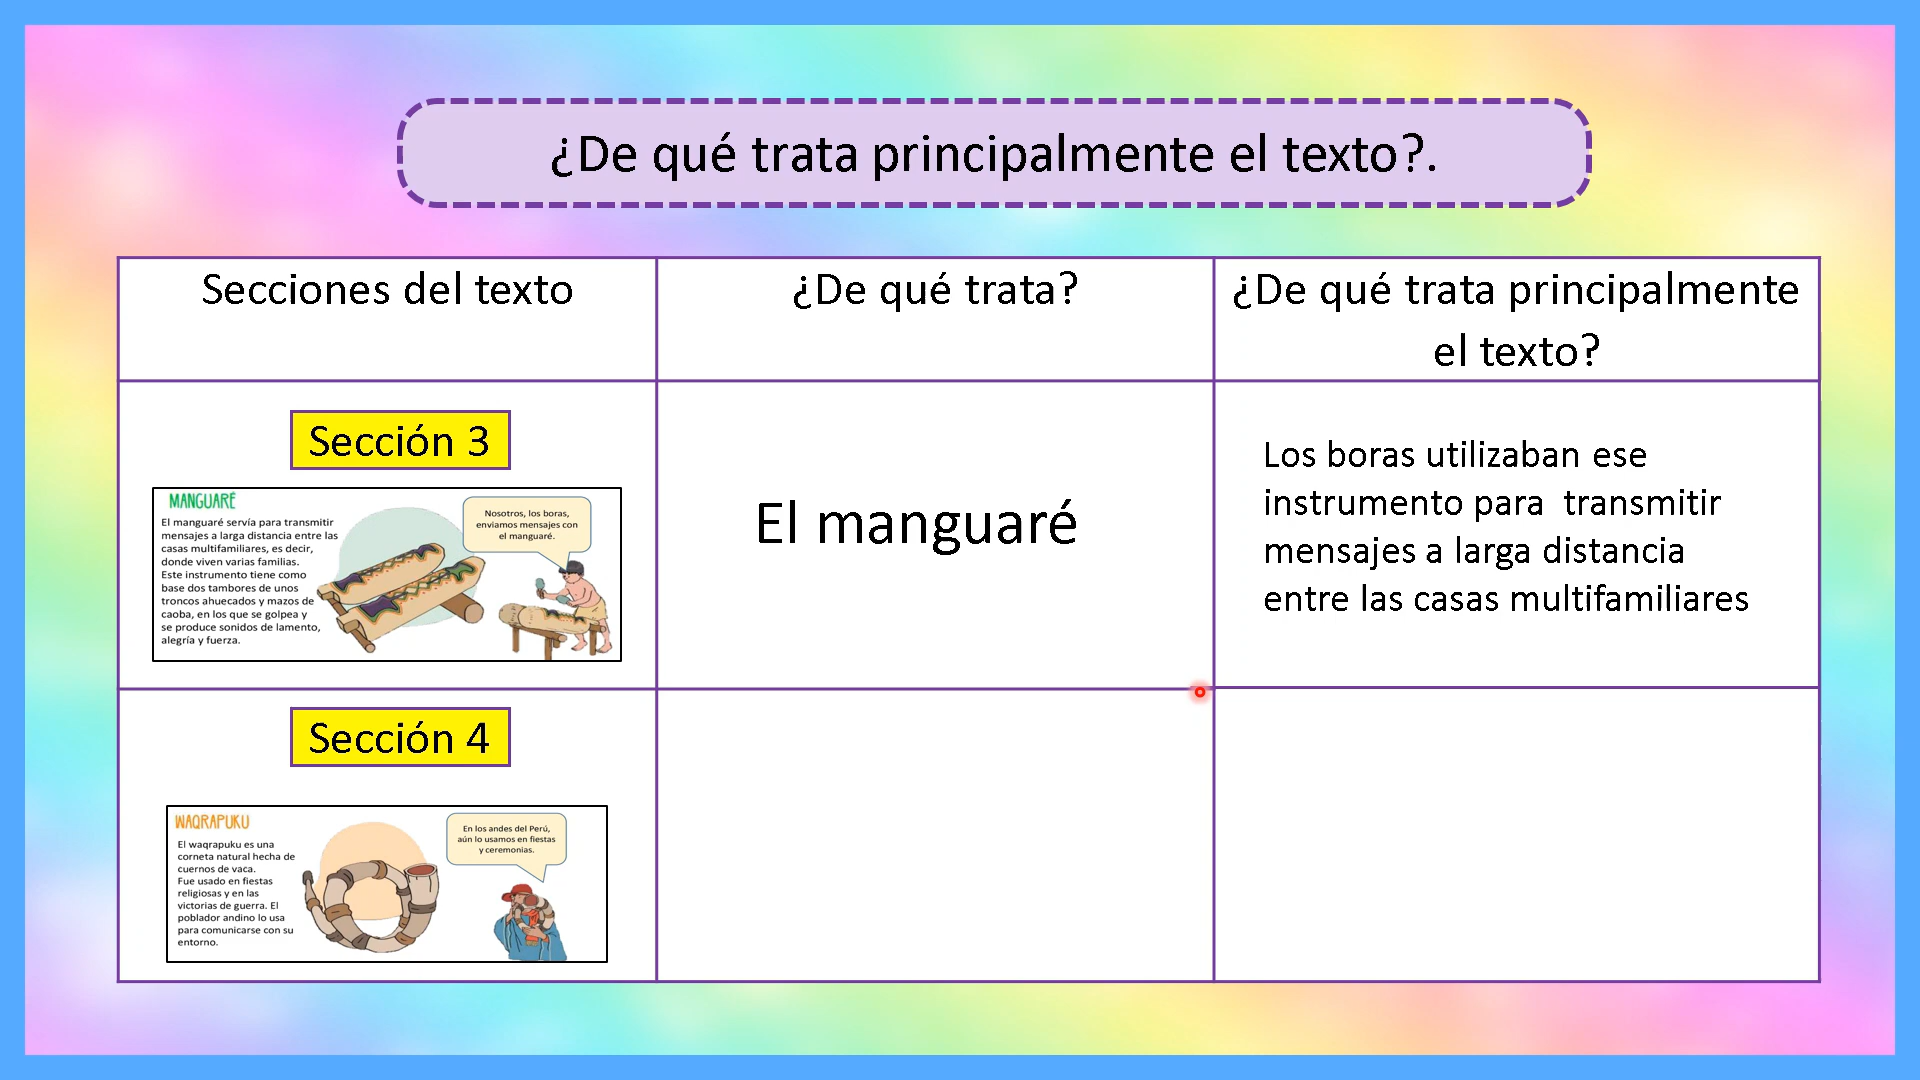 ¿De qué trata principalmente el texto?.
Secciones del texto
¿De qué trata?
¿De qué trata principalmente
el texto?
Sección 3
MANGUARÉ
El manguaré servía para transmitir
mensajes a larga distancia entre las
casas multifamiliares, es decir,
donde viven varias familias.
Este instrumento tiene como
base dos tambores de unos
troncos ahuecados y mazos de
caoba, en los que se golpea y
se produce sonidos de lamento,
alegría y fuerza.
Nosotros, los boras,
enviamos mensajes con
el manguaré.
El manguaré
Los boras utilizaban ese
instrumento para  transmitir
mensajes a larga distancia
entre las casas multifamiliares
Sección 4
WAQRAPUKU
El waqrapuku es una
corneta natural hecha de
cuernos de vaca.
Fue usado en fiestas
religiosas y en las
victorias de guerra. El
poblador andino lo usa
para comunicarse con su
entorno.
En los andes del Perú,
aún lo usamos en fiestas
y ceremonias.